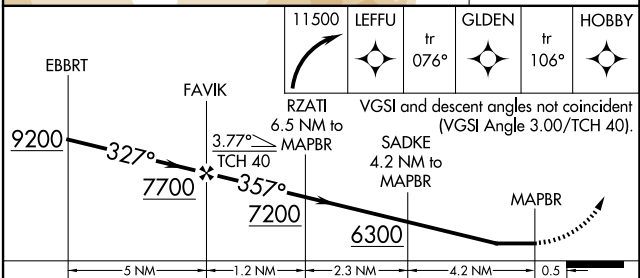 11500
LEFFU
tr
076°
GLDEN
tr
106°
HOBBY
EBBRT
FAVIK
RZATI
6.5 NM to
MAPBR
VGSI and descent angles not coincident
(VGSI Angle 3.00/TCH 40).
SADKE
4.2 NM to
MAPBR
MAPBR
9200
327°
7700
3.77°
TCH 40
357°
7200
6300
5 NM
1.2 NM
2.3 NM
4.2 NM
0.5